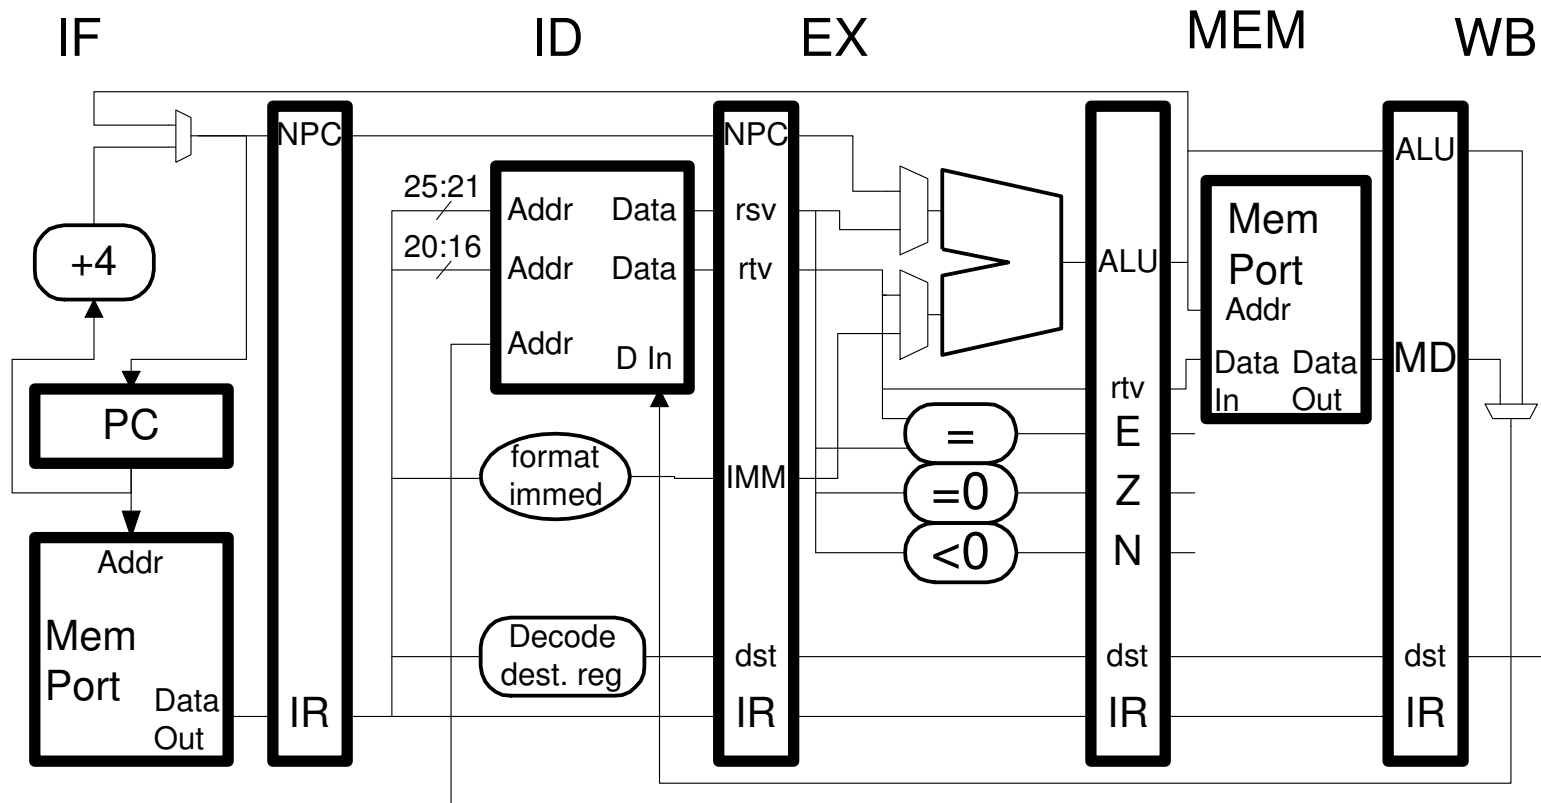 IF
ID
EX
MEM
WB
NPC
25:21
20:16
Addr
Data
Addr
Data
Addr
D In
NPC
rsv
rtv
ALU
Mem
Port
Addr
Data
In
Data
Out
ALU
MD
+4
PC
format
immed
IMM
rtv
=
E
=0
Z
<0
N
Addr
Mem
Port
Data
Out
IR
Decode
dest. reg
dst
IR
dst
IR
dst
IR